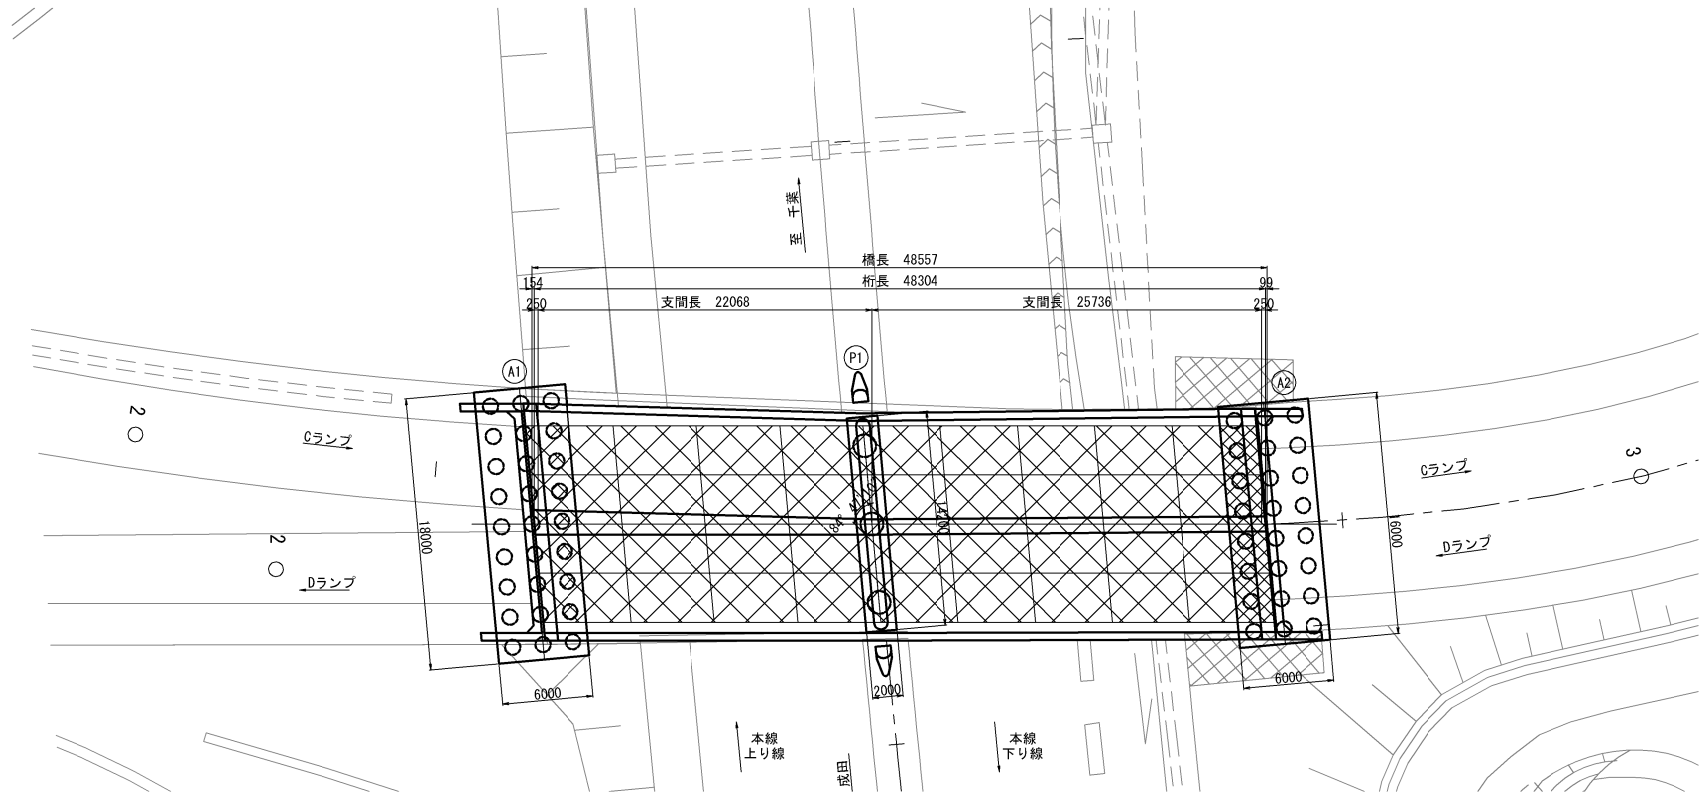 至 千葉
橋長 48557
154 桁長 48304 99
250 支間長 22068 支間長 25736 250
A1
P1
A2
2
Cランプ
Cランプ
3
18000
14200
16000
2
Dランプ
Dランプ
6000
2000
6000
本線
上り線
本線
下り線
成田